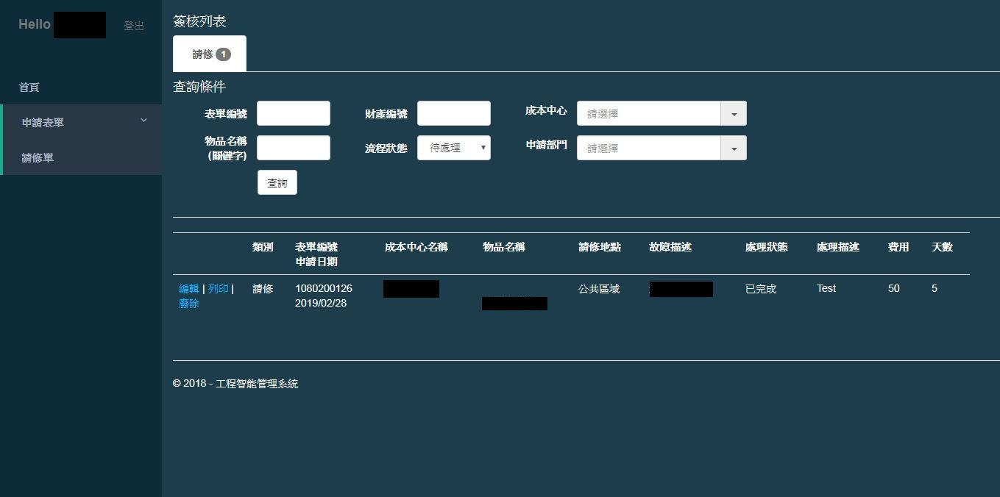 Hello 登出
首頁
申請表單
請修單
簽核列表
請修 1
查詢條件
表單編號 財產編號 成本中心 請選擇
物品名稱
(關鍵字) 流程狀態 待處理 申請部門 請選擇
查詢
類別 表單編號 成本中心名稱 物品名稱 請修地點 故障描述 處理狀態 處理描述 費用 天數
申請日期
編輯 | 列印 | 請修 1080200126 公共區域 已完成 Test 50 5
廢除 2019/02/28
© 2018 - 工程智能管理系統